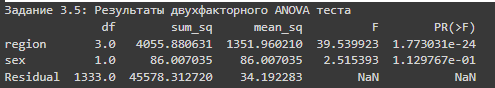 Задание 3.5: Результаты двухфакторного ANOVA теста
df sum_sq mean_sq F PR(>F)
region 3.0 4055.880631 1351.960210 39.539923 1.773031e-24
sex 1.0 86.007035 86.007035 2.515393 1.129767e-01
Residual 1333.0 45578.312720 34.192283 NaN NaN